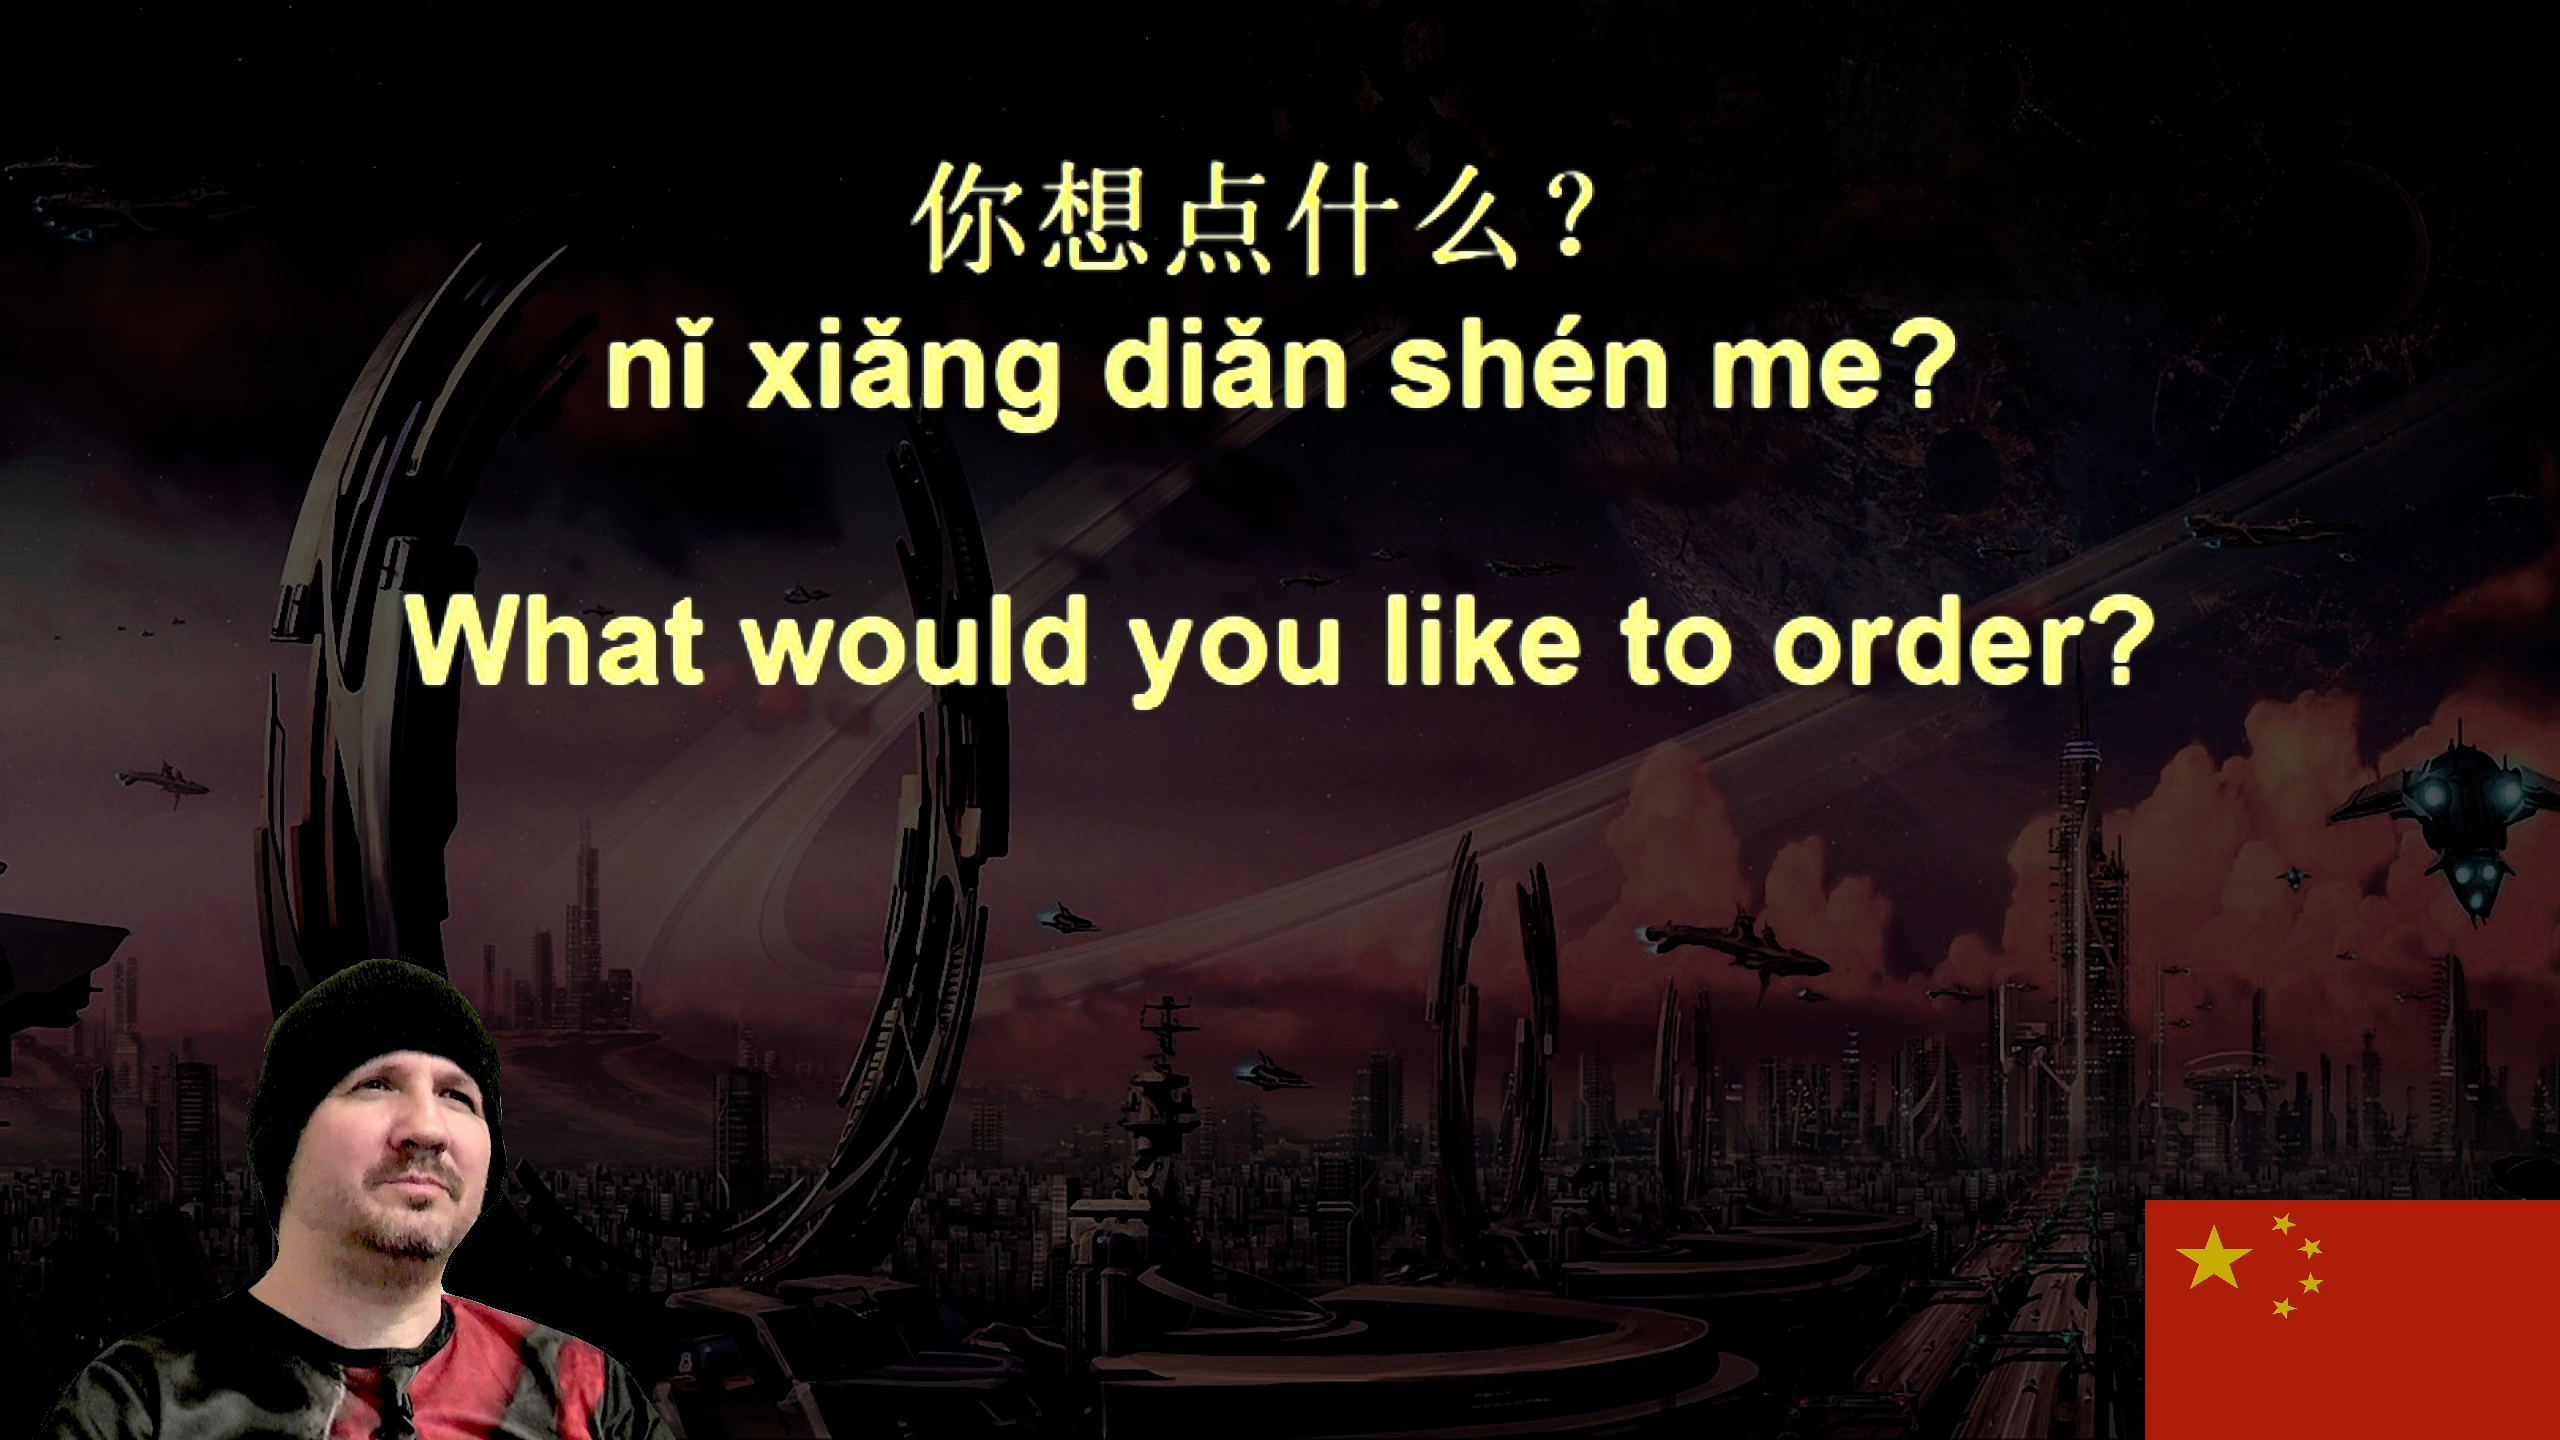 你想点什么？
nǐ xiǎng diǎn shén me?
What would you like to order?